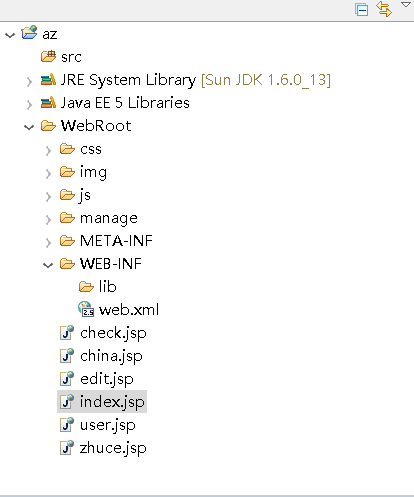 az
src
JRE System Library [Sun JDK 1.6.0_13]
Java EE 5 Libraries
WebRoot
css
img
js
manage
META-INF
WEB-INF
lib
web.xml
check.jsp
china.jsp
edit.jsp
index.jsp
user.jsp
zhuce.jsp